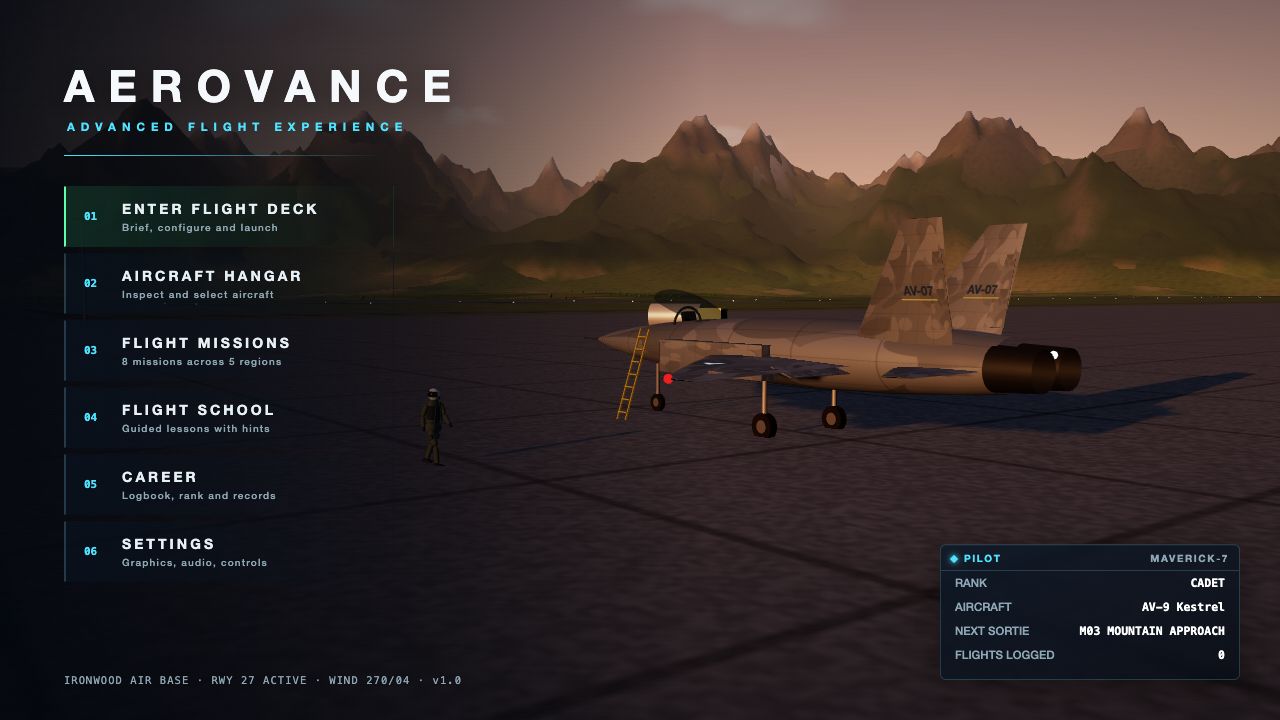 AEROVANCE
ADVANCED FLIGHT EXPERIENCE
01 ENTER FLIGHT DECK
Brief, configure and launch
02 AIRCRAFT HANGAR
Inspect and select aircraft
03 FLIGHT MISSIONS
8 missions across 5 regions
04 FLIGHT SCHOOL
Guided lessons with hints
05 CAREER
Logbook, rank and records
06 SETTINGS
Graphics, audio, controls
AV-07 AV-07
PILOT MAVERICK-7
RANK CADET
AIRCRAFT AV-9 Kestrel
NEXT SORTIE M03 MOUNTAIN APPROACH
FLIGHTS LOGGED 0
IRONWOOD AIR BASE · RWY 27 ACTIVE · WIND 270/04 · v1.0